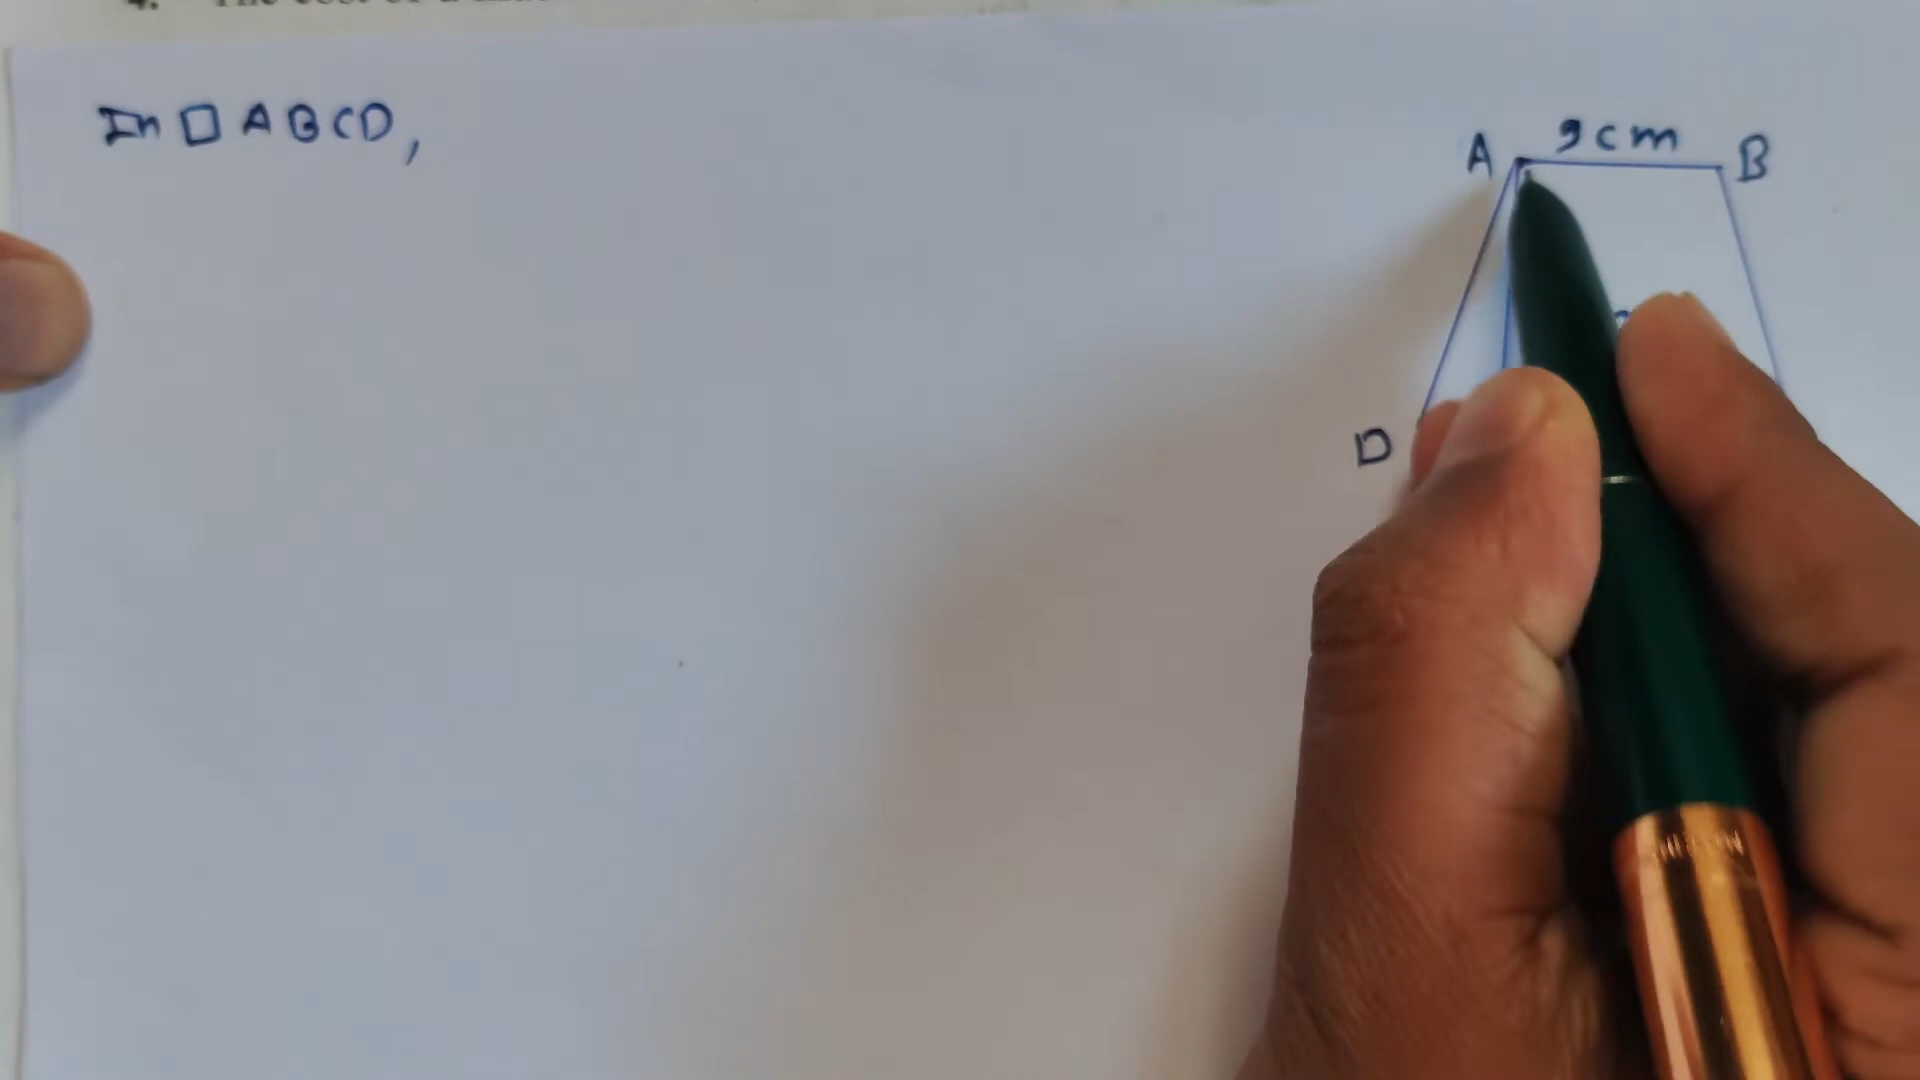 In □ ABCD,
A 9cm B
D